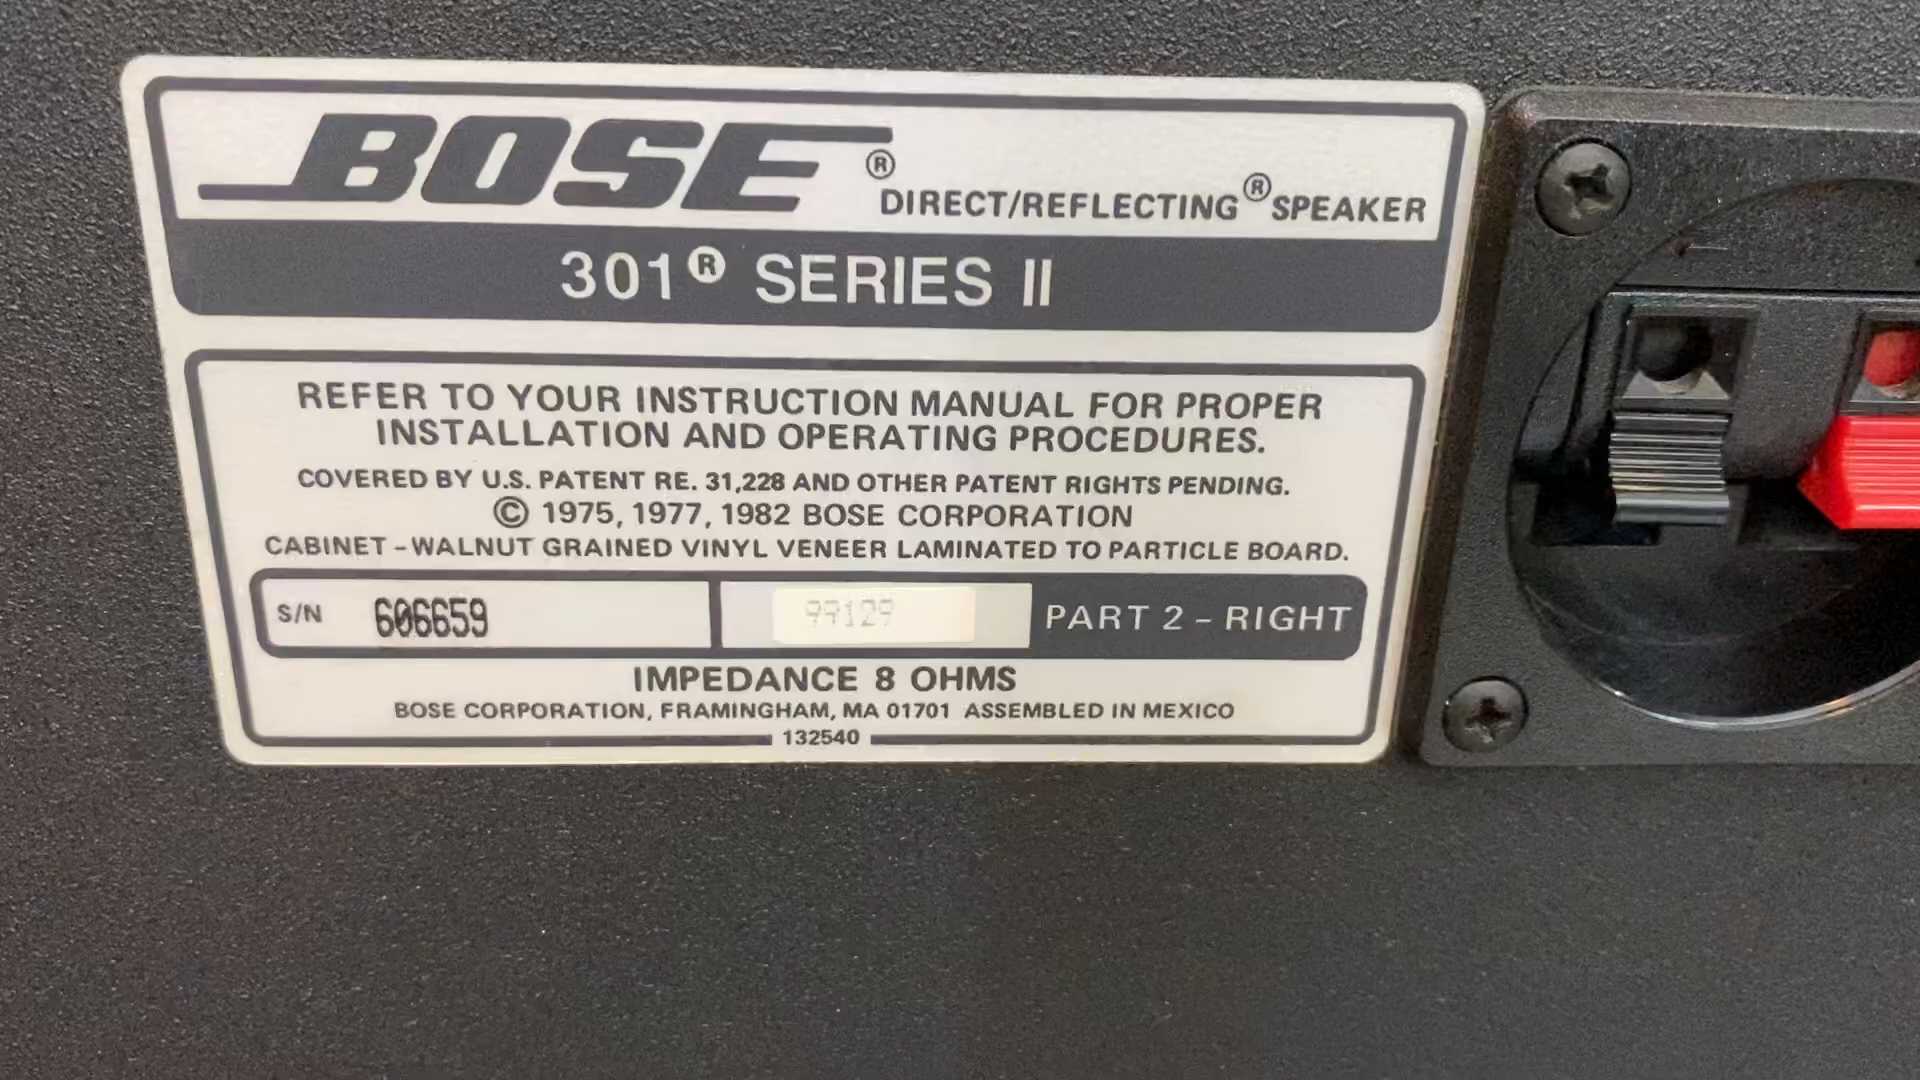 BOSE®
DIRECT/REFLECTING® SPEAKER
301® SERIES II
REFER TO YOUR INSTRUCTION MANUAL FOR PROPER
INSTALLATION AND OPERATING PROCEDURES.
COVERED BY U.S. PATENT RE. 31,228 AND OTHER PATENT RIGHTS PENDING.
© 1975, 1977, 1982 BOSE CORPORATION
CABINET – WALNUT GRAINED VINYL VENEER LAMINATED TO PARTICLE BOARD.
S/N 606659 99129 PART 2 – RIGHT
IMPEDANCE 8 OHMS
BOSE CORPORATION, FRAMINGHAM, MA 01701 ASSEMBLED IN MEXICO
132540